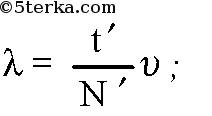 ©5terka.com
λ = t′/N′ υ ;